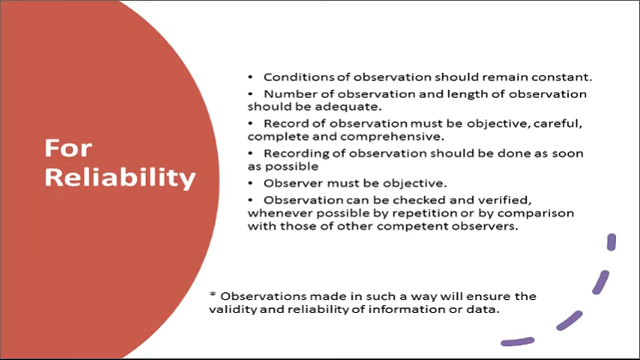 For
Reliability
• Conditions of observation should remain constant.
• Number of observation and length of observation
should be adequate.
• Record of observation must be objective, careful,
complete and comprehensive.
• Recording of observation should be done as soon
as possible
• Observer must be objective.
• Observation can be checked and verified,
whenever possible by repetition or by comparison
with those of other competent observers.
* Observations made in such a way will ensure the
validity and reliability of information or data.